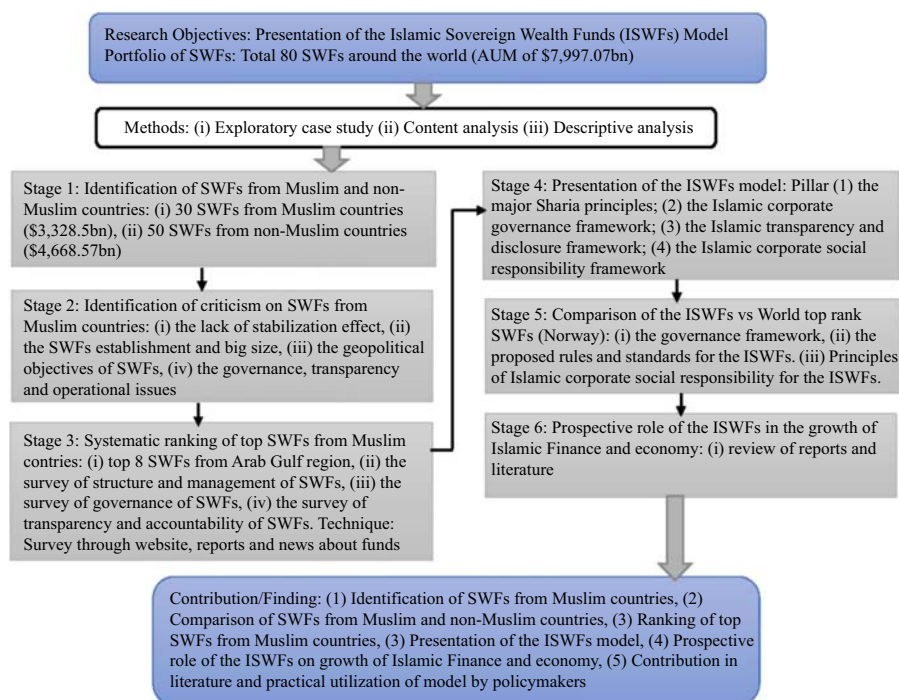 Research Objectives: Presentation of the Islamic Sovereign Wealth Funds (ISWFs) Model
Portfolio of SWFs: Total 80 SWFs around the world (AUM of $7,997.07bn)
Methods: (i) Exploratory case study (ii) Content analysis (iii) Descriptive analysis
Stage 1: Identification of SWFs from Muslim and non-
Muslim countries: (i) 30 SWFs from Muslim countries
($3,328.5bn), (ii) 50 SWFs from non-Muslim countries
($4,668.57bn)
Stage 2: Identification of criticism on SWFs from
Muslim countries: (i) the lack of stabilization effect, (ii)
the SWFs establishment and big size, (iii) the geopolitical
objectives of SWFs, (iv) the governance, transparency
and operational issues
Stage 3: Systematic ranking of top SWFs from Muslim
contries: (i) top 8 SWFs from Arab Gulf region, (ii) the
survey of structure and management of SWFs, (iii) the
survey of governance of SWFs, (iv) the survey of
transparency and accountability of SWFs. Technique:
Survey through website, reports and news about funds
Stage 4: Presentation of the ISWFs model: Pillar (1) the
major Sharia principles; (2) the Islamic corporate
governance framework; (3) the Islamic transparency and
disclosure framework; (4) the Islamic corporate social
responsibility framework
Stage 5: Comparison of the ISWFs vs World top rank
SWFs (Norway): (i) the governance framework, (ii) the
proposed rules and standards for the ISWFs. (iii) Principles
of Islamic corporate social responsibility for the ISWFs.
Stage 6: Prospective role of the ISWFs in the growth of
Islamic Finance and economy: (i) review of reports and
literature
Contribution/Finding: (1) Identification of SWFs from Muslim countries, (2)
Comparison of SWFs from Muslim and non-Muslim countries, (3) Ranking of top
SWFs from Muslim countries, (3) Presentation of the ISWFs model, (4) Prospective
role of the ISWFs on growth of Islamic Finance and economy, (5) Contribution in
literature and practical utilization of model by policymakers